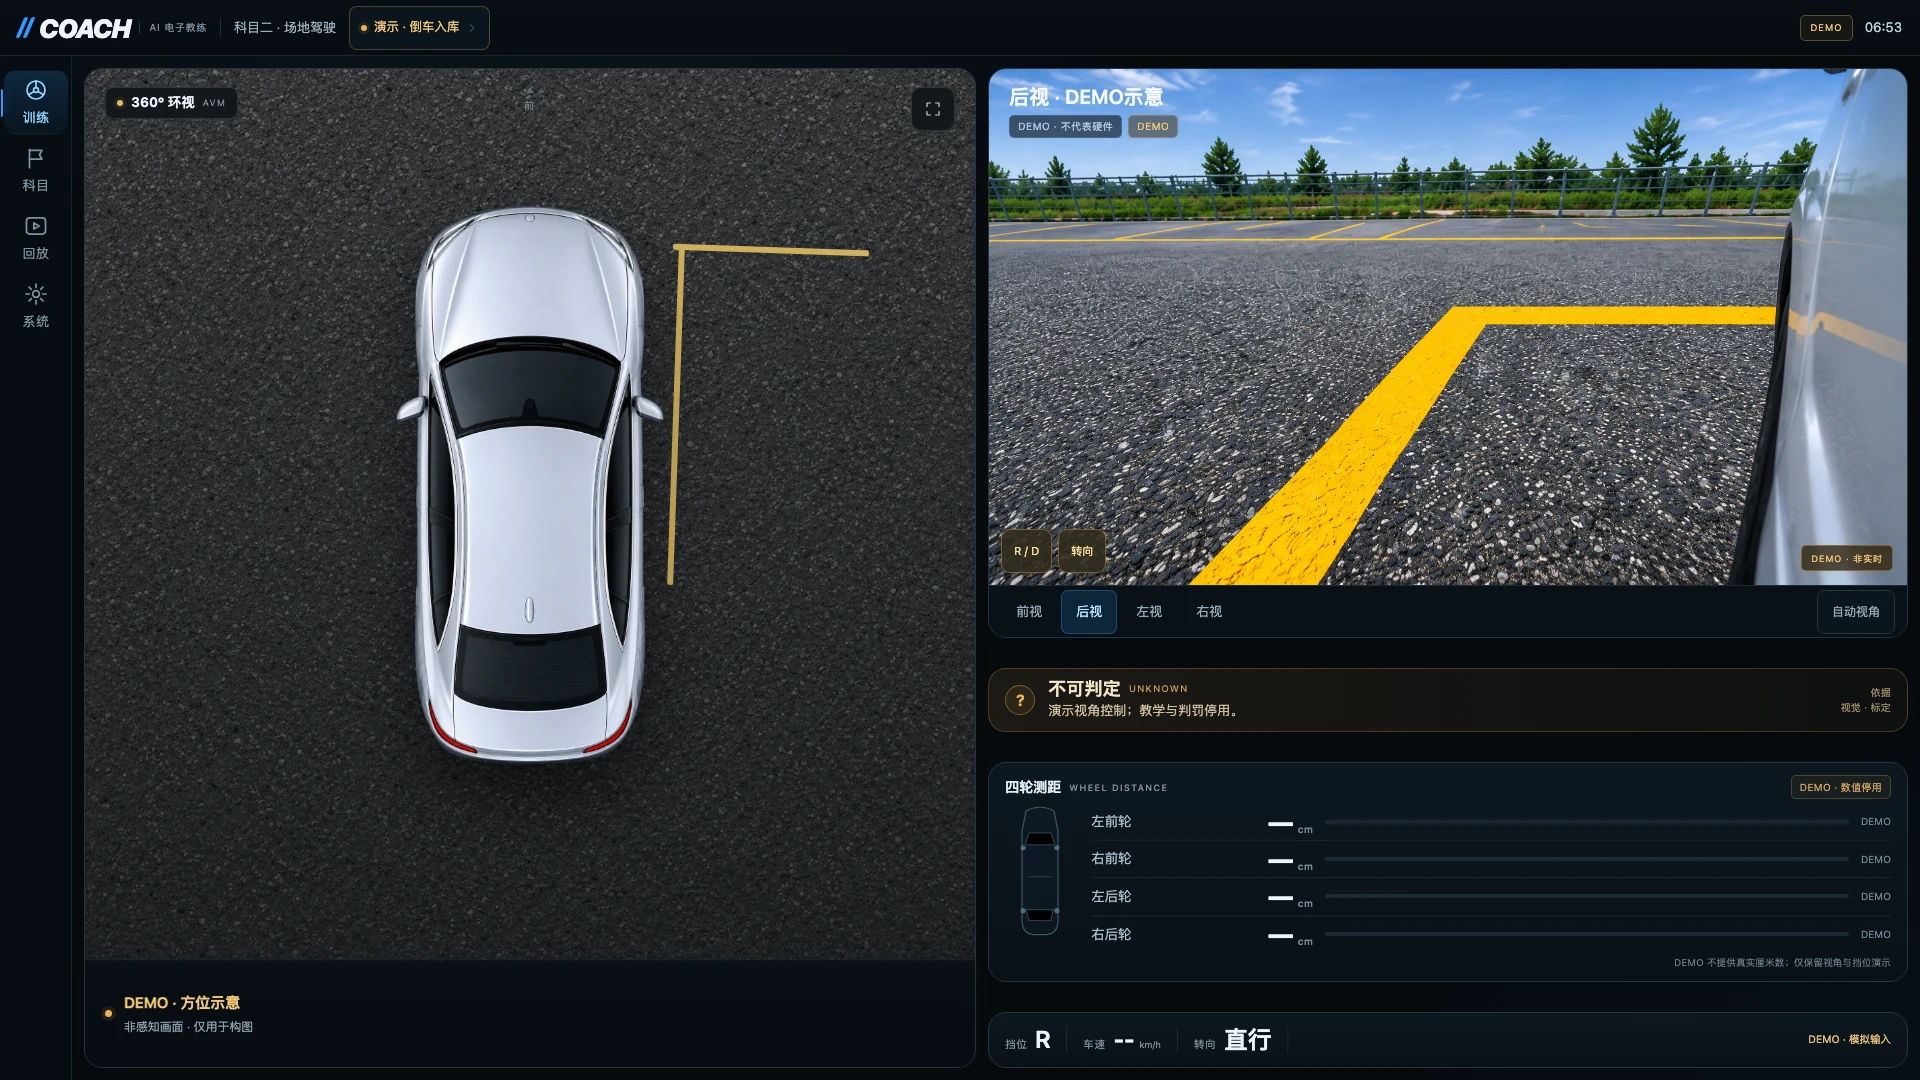 // COACH AI 电子教练 科目二 · 场地驾驶 演示 · 倒车入库 DEMO 06:53
训练
科目
回放
系统
360° 环视 AVM
前
DEMO · 方位示意
非感知画面 · 仅用于构图
后视 · DEMO示意
DEMO · 不代表硬件 DEMO
R / D 转向
DEMO · 非实时
前视 后视 左视 右视 自动视角
? 不可判定 UNKNOWN
演示视角控制；教学与判罚停用。
依据
视觉 · 标定
四轮测距 WHEEL DISTANCE DEMO · 数值停用
左前轮 — cm DEMO
右前轮 — cm DEMO
左后轮 — cm DEMO
右后轮 — cm DEMO
DEMO 不提供真实厘米数；仅保留视角与挡位演示
挡位 R 车速 -- km/h 转向 直行 DEMO · 模拟输入